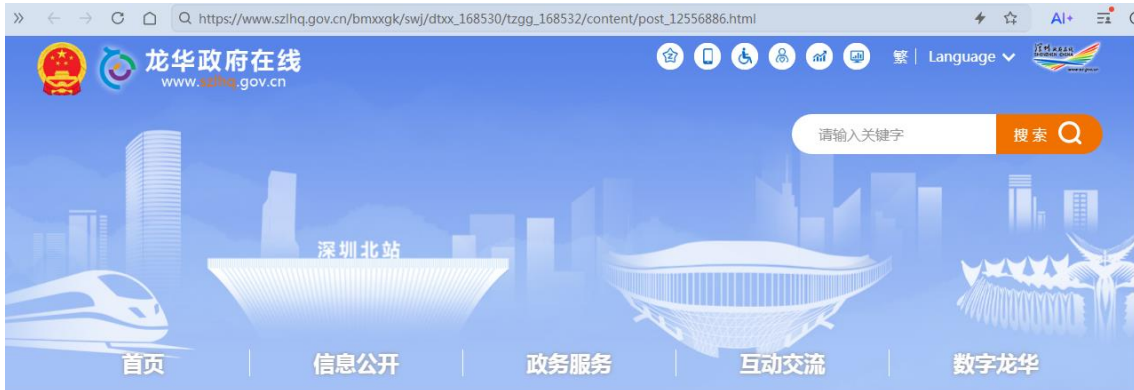 https://www.szlhq.gov.cn/bmxxgk/swj/dtxx_168530/tzgg_168532/content/post_12556886.html
AI+
龙华政府在线
www.szlhq.gov.cn
繁 | Language
请输入关键字
搜索
深圳北站
首页
信息公开
政务服务
互动交流
数字龙华